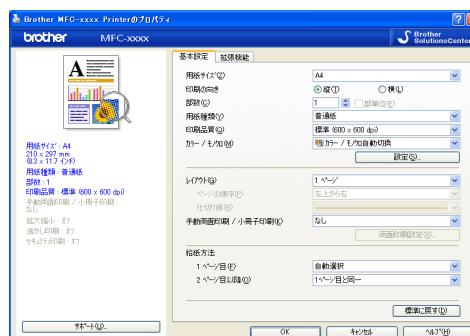 Brother MFC-xxxx Printerのプロパティ
brother MFC-xxxx
Brother
SolutionsCenter
基本設定 拡張機能
用紙ｻｲｽﾞ(Z) A4
印刷の向き 縦(T) 横(L)
部数(C) 1 部単位(E)
用紙種類(Y) 普通紙
印刷品質(Q) 標準 (600 x 600 dpi)
ｶﾗｰ / ﾓﾉｸﾛ(M) ｶﾗｰ / ﾓﾉｸﾛ自動切換
設定(S)...
ﾚｲｱｳﾄ(G) 1 ﾍﾟｰｼﾞ
ﾍﾟｰｼﾞの順序(P) 左上から右
仕切り線(B)
手動両面印刷 / 小冊子印刷(K) なし
両面印刷設定(X)...
給紙方法
1 ﾍﾟｰｼﾞ目(F) 自動選択
2 ﾍﾟｰｼﾞ目以降(O) 1ﾍﾟｰｼﾞ目と同一
標準に戻す(D)
用紙ｻｲｽﾞ : A4
210 x 297 mm
(8.3 x 11.7 ｲﾝﾁ)
用紙種類 : 普通紙
部数 : 1
印刷品質 : 標準 (600 x 600 dpi)
手動両面印刷 / 小冊子印刷 :
なし
拡大縮小 : ｵﾌ
透かし印刷 : ｵﾌ
ｾｷｭﾘﾃｨ印刷 : ｵﾌ
ｻﾎﾟｰﾄ(U)...
OK ｷｬﾝｾﾙ ﾍﾙﾌﾟ(H)